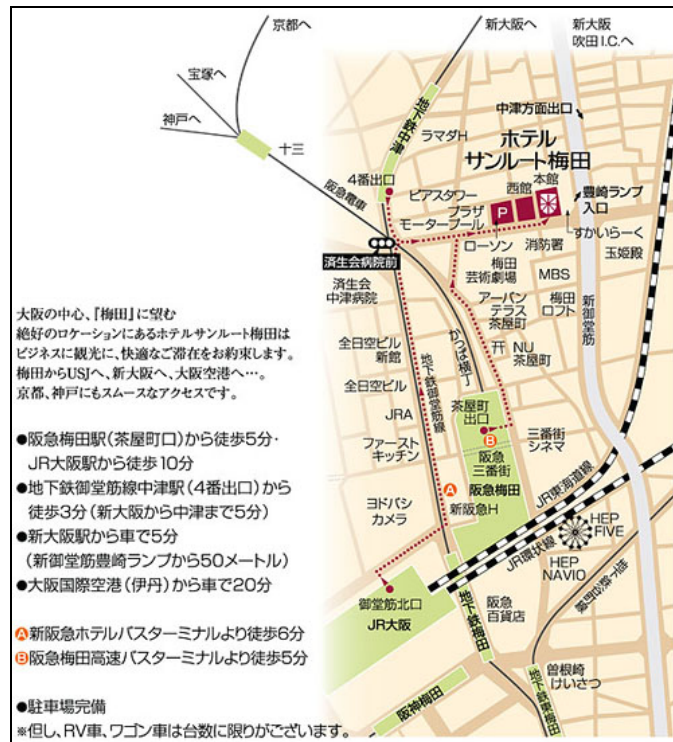 京都へ
宝塚へ
神戸へ
十三
阪急電車
新大阪へ
新大阪
吹田I.C.へ
地下鉄中津
ラマダH
中津方面出口
ホテル
サンルート梅田
4番出口
ピアスタワー
西館
本館
豊崎ランプ
入口
プラザ
モータープール
P
すかいらーく
ローソン
消防署
玉姫殿
済生会病院前
済生会
中津病院
梅田
芸術劇場
MBS
梅田
ロフト
新御堂筋
アーバン
テラス
茶屋町
NU
茶屋町
かっぱ横丁
全日空ビル
新館
地下鉄御堂筋線
全日空ビル
JRA
茶屋町
出口
B
三番街
シネマ
ファースト
キッチン
阪急
三番街
阪急梅田
A
新阪急H
ヨドバシ
カメラ
JR東海道線
JR環状線
HEP
FIVE
HEP
NAVIO
地下鉄谷町線
御堂筋北口
JR大阪
地下鉄梅田
阪急
百貨店
阪神梅田
曽根崎
けいさつ
地下鉄東梅田
大阪の中心、『梅田』に望む
絶好のロケーションにあるホテルサンルート梅田は
ビジネスに観光に、快適なご滞在をお約束します。
梅田からUSJへ、新大阪へ、大阪空港へ…。
京都、神戸にもスムースなアクセスです。
●阪急梅田駅(茶屋町口)から徒歩5分・
JR大阪駅から徒歩10分
●地下鉄御堂筋線中津駅(4番出口)から
徒歩3分(新大阪から中津まで5分)
●新大阪駅から車で5分
(新御堂筋豊崎ランプから50メートル)
●大阪国際空港(伊丹)から車で20分
A新阪急ホテルバスターミナルより徒歩6分
B阪急梅田高速バスターミナルより徒歩5分
●駐車場完備
※但し、RV車、ワゴン車は台数に限りがございます。